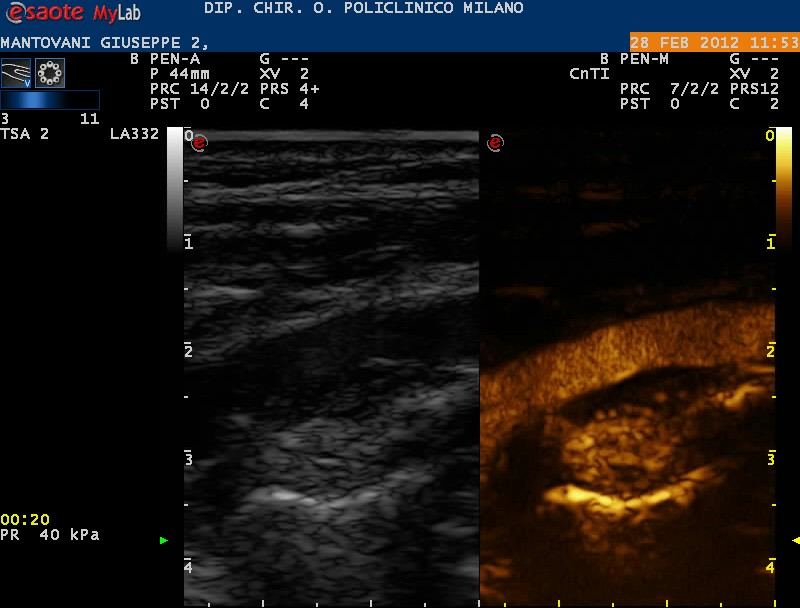 esaote MyLab
DIP. CHIR. O. POLICLINICO MILANO
MANTOVANI GIUSEPPE 2,
28 FEB 2012 11:53
B PEN-A G ---
P 44mm XV 2
PRC 14/2/2 PRS 4+
PST 0 C 4
B PEN-M G ---
CnTI XV 2
PRC 7/2/2 PRS12
PST 0 C 2
V
3 11
TSA 2 LA332
0 e e 0
1 1
2 2
3 3
00:20
PR 40 kPa
4 4